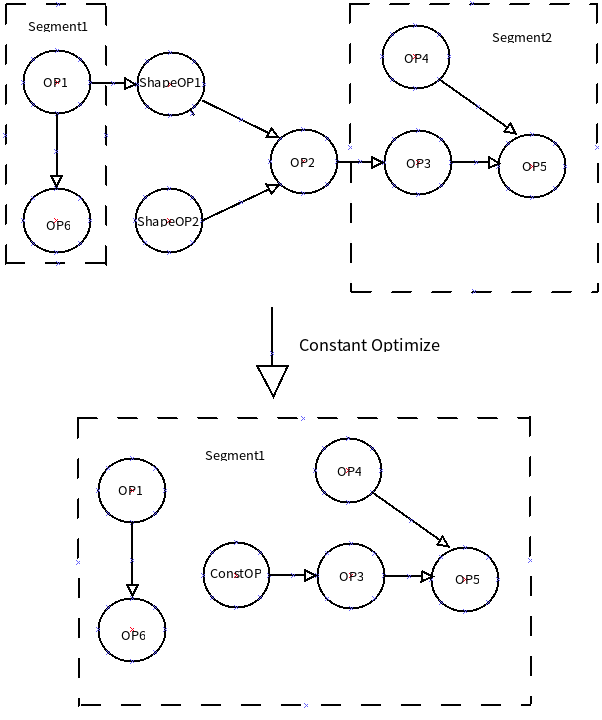 Segment1
Segment2
OP4
OP1
ShapeOP1
OP2
OP3
OP5
ShapeOP2
OP6
Constant Optimize
Segment1
OP4
OP1
ConstOP
OP3
OP5
OP6